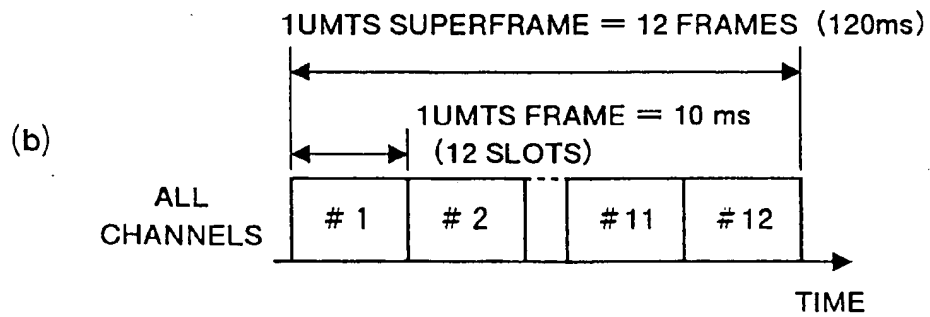 1UMTS SUPERFRAME = 12 FRAMES (120ms)
(b)
1UMTS FRAME = 10 ms
(12 SLOTS)
ALL
CHANNELS
#1 #2 #11 #12
TIME